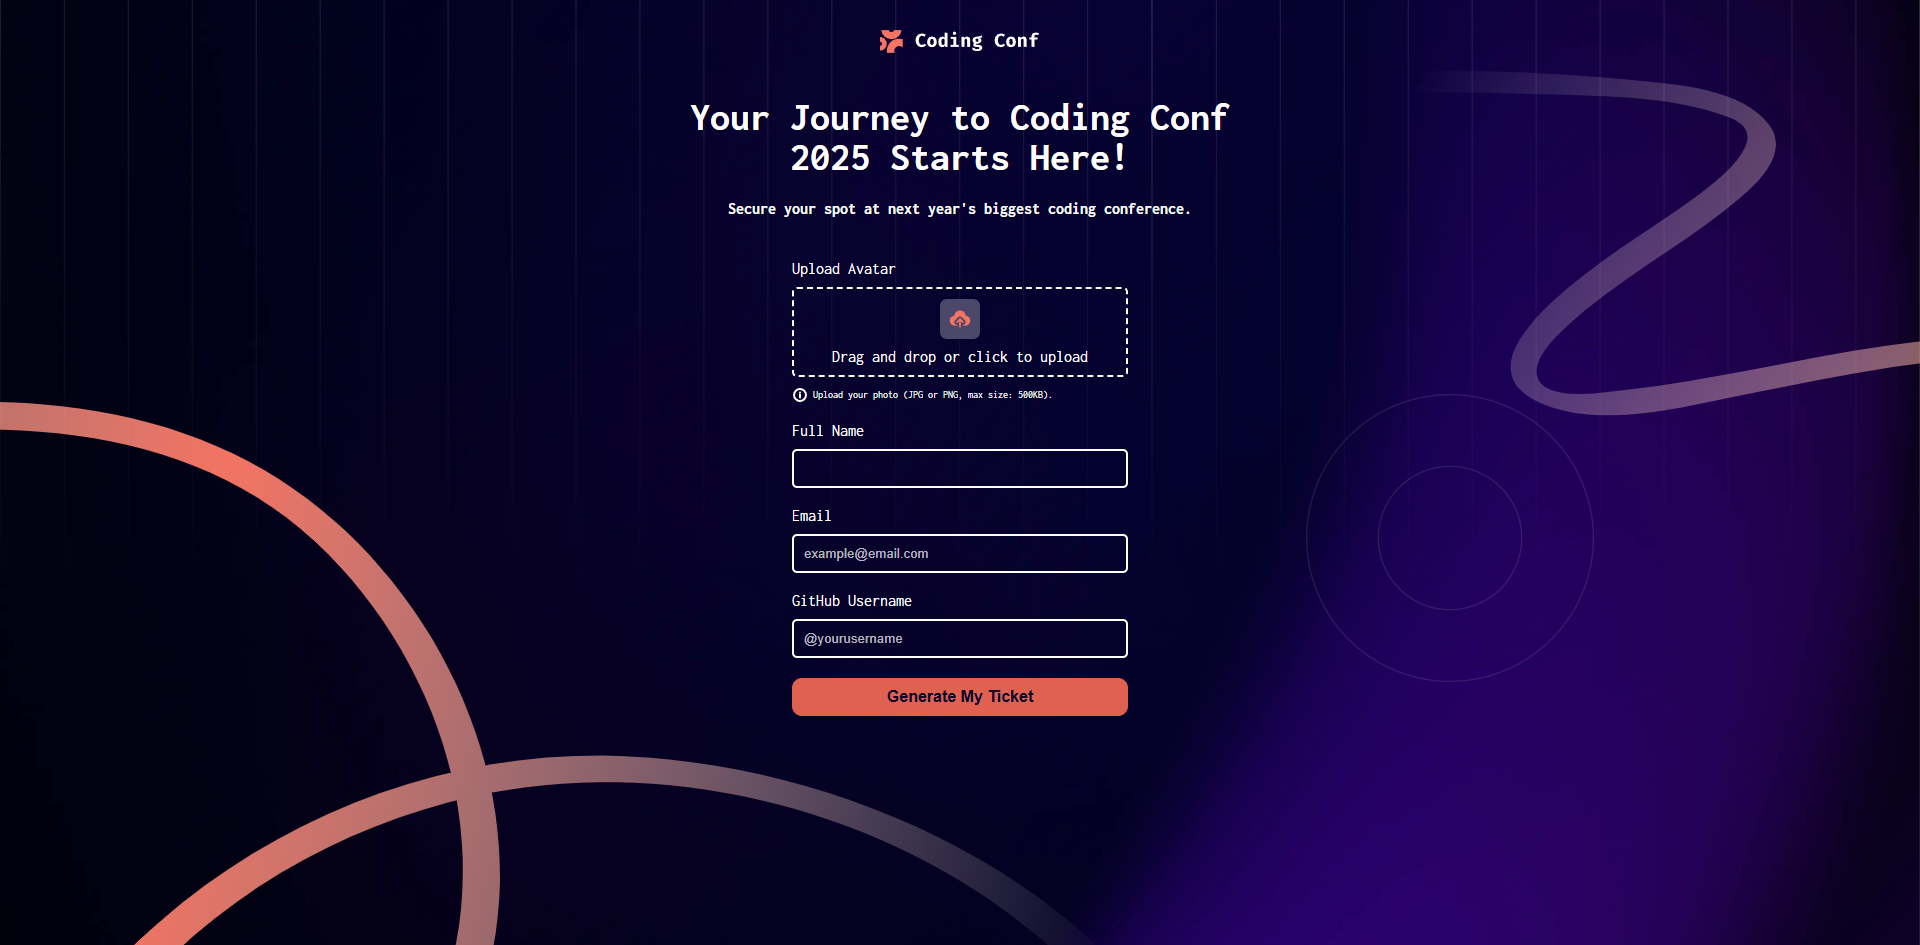 Coding Conf
Your Journey to Coding Conf
2025 Starts Here!
Secure your spot at next year's biggest coding conference.
Upload Avatar
Drag and drop or click to upload
Upload your photo (JPG or PNG, max size: 500KB).
Full Name
Email
example@email.com
GitHub Username
@yourusername
Generate My Ticket